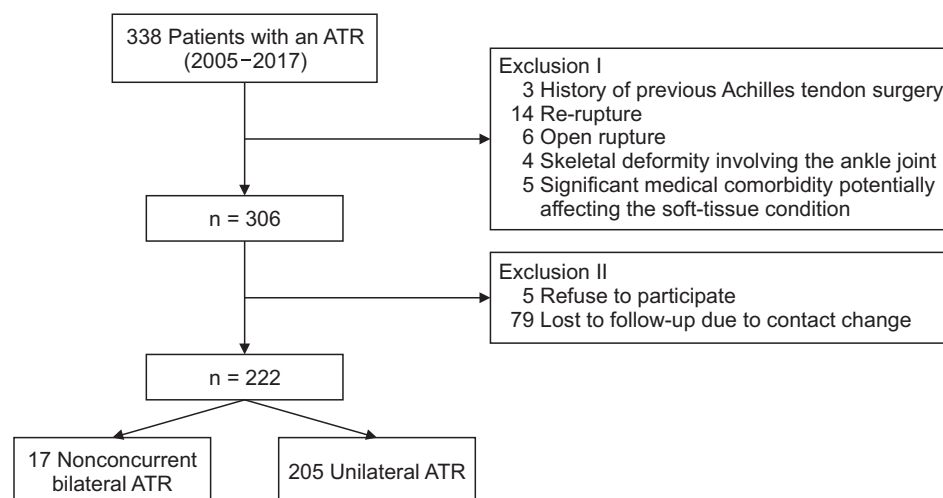 338 Patients with an ATR
(2005−2017)
Exclusion I
3 History of previous Achilles tendon surgery
14 Re-rupture
6 Open rupture
4 Skeletal deformity involving the ankle joint
5 Significant medical comorbidity potentially
affecting the soft-tissue condition
n = 306
Exclusion II
5 Refuse to participate
79 Lost to follow-up due to contact change
n = 222
17 Nonconcurrent
bilateral ATR
205 Unilateral ATR